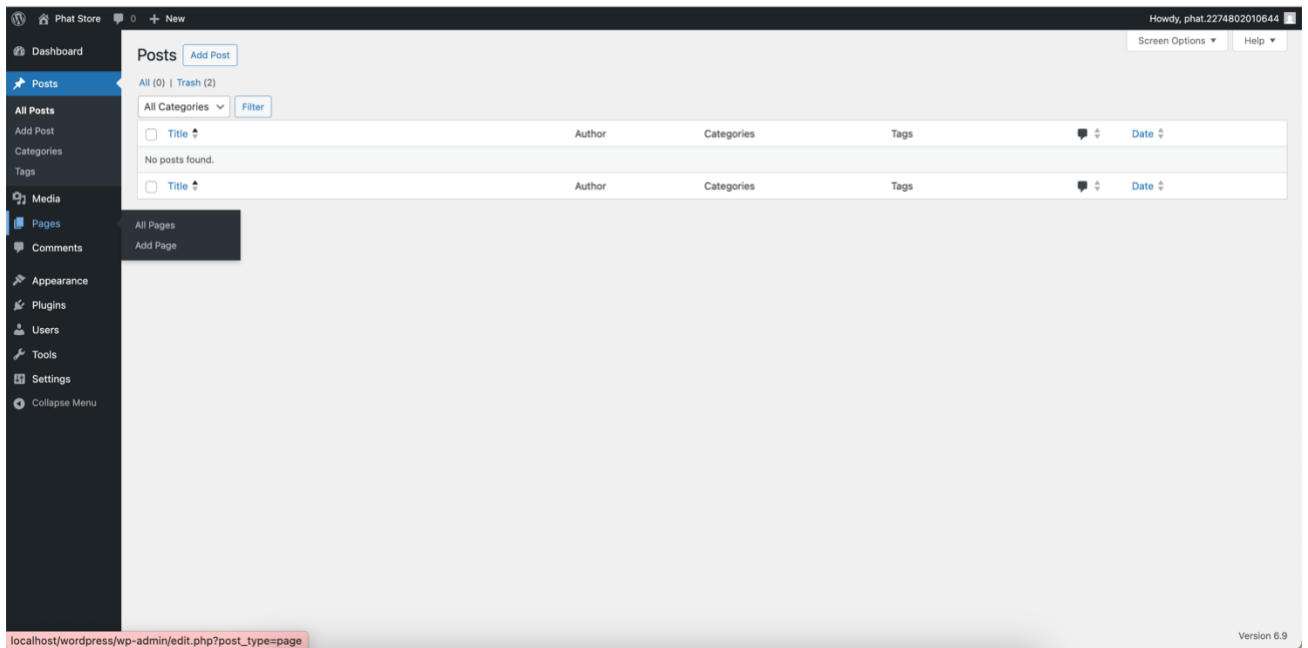 Phat Store 0 + New Howdy, phat.2274802010644
Dashboard
Posts
All Posts
Add Post
Categories
Tags
Media
Pages
Comments
Appearance
Plugins
Users
Tools
Settings
Collapse Menu
All Pages
Add Page
Screen Options ▼ Help ▼
Posts Add Post
All (0) | Trash (2)
All Categories Filter
Title Author Categories Tags Date
No posts found.
Title Author Categories Tags Date
localhost/wordpress/wp-admin/edit.php?post_type=page
Version 6.9